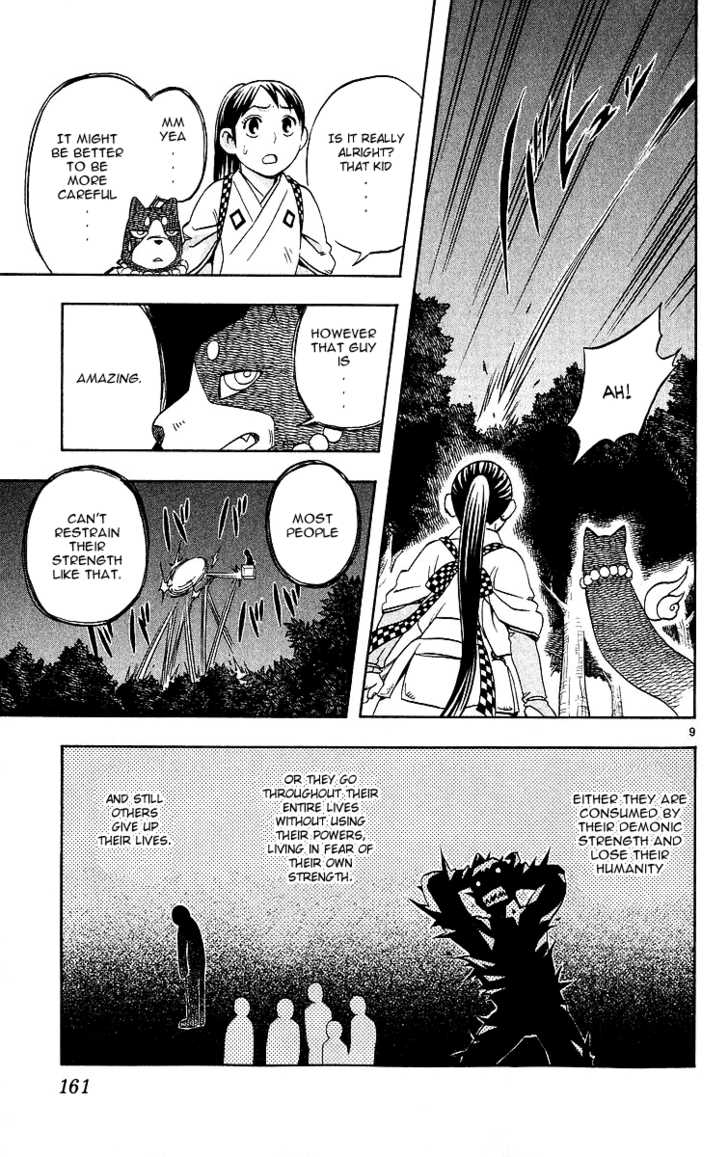 AH!
IS IT REALLY
ALRIGHT?
THAT KID
. . . .
MM
YEA
. . .
IT MIGHT
BE BETTER
TO BE
MORE
CAREFUL
. . .
HOWEVER
THAT GUY
IS
. . .
AMAZING.
MOST
PEOPLE
CAN'T
RESTRAIN
THEIR
STRENGTH
LIKE THAT.
9
EITHER THEY ARE
CONSUMED BY
THEIR DEMONIC
STRENGTH AND
LOSE THEIR
HUMANITY
OR THEY GO
THROUGHOUT THEIR
ENTIRE LIVES
WITHOUT USING
THEIR POWERS,
LIVING IN FEAR OF
THEIR OWN
STRENGTH.
AND STILL
OTHERS
GIVE UP
THEIR LIVES.
161